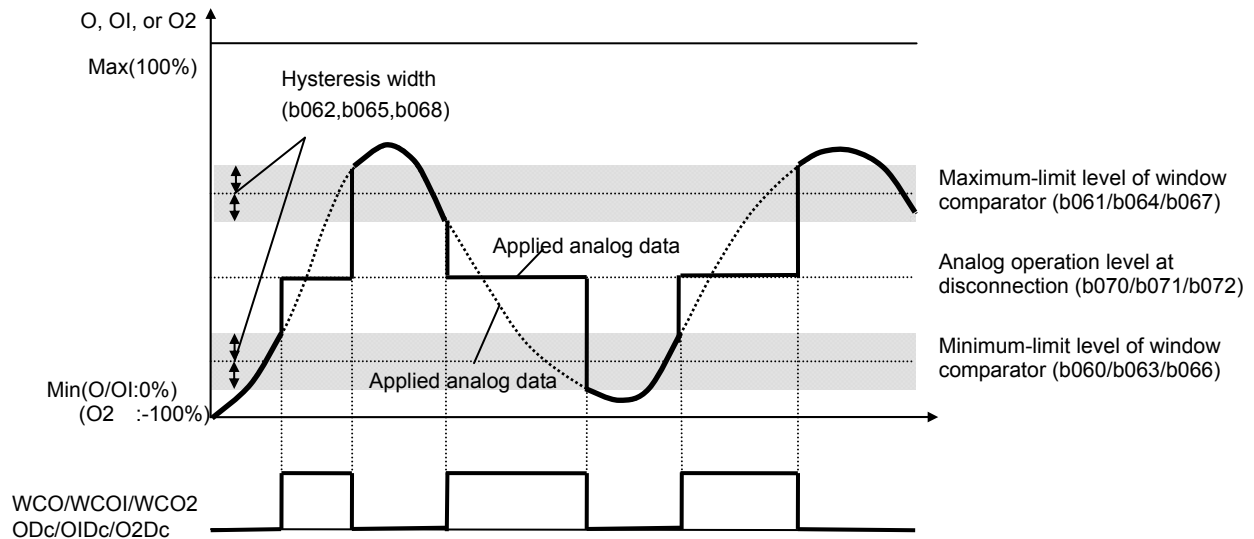 O, OI, or O2
Max(100%)
Hysteresis width
(b062,b065,b068)
Maximum-limit level of window
comparator (b061/b064/b067)
Applied analog data
Analog operation level at
disconnection (b070/b071/b072)
Minimum-limit level of window
comparator (b060/b063/b066)
Applied analog data
Min(O/OI:0%)
(O2 :-100%)
WCO/WCOI/WCO2
ODc/OIDc/O2Dc